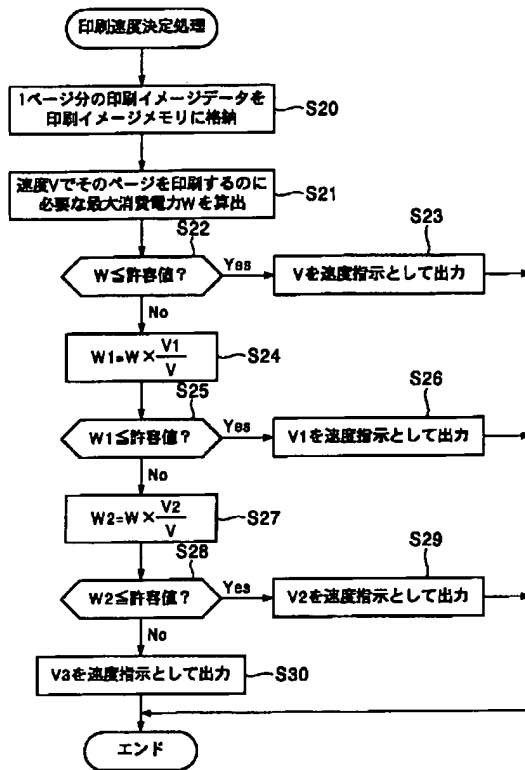 印刷速度決定処理
1ページ分の印刷イメージデータを
印刷イメージメモリに格納
S20
速度Vでそのページを印刷するのに
必要な最大消費電力Wを算出
S21
S22
W≦許容値?
Yes
S23
Vを速度指示として出力
No
W1=W×V1/V
S24
S25
W1≦許容値?
Yes
S26
V1を速度指示として出力
No
W2=W×V2/V
S27
S28
W2≦許容値?
Yes
S29
V2を速度指示として出力
No
V3を速度指示として出力
S30
エンド